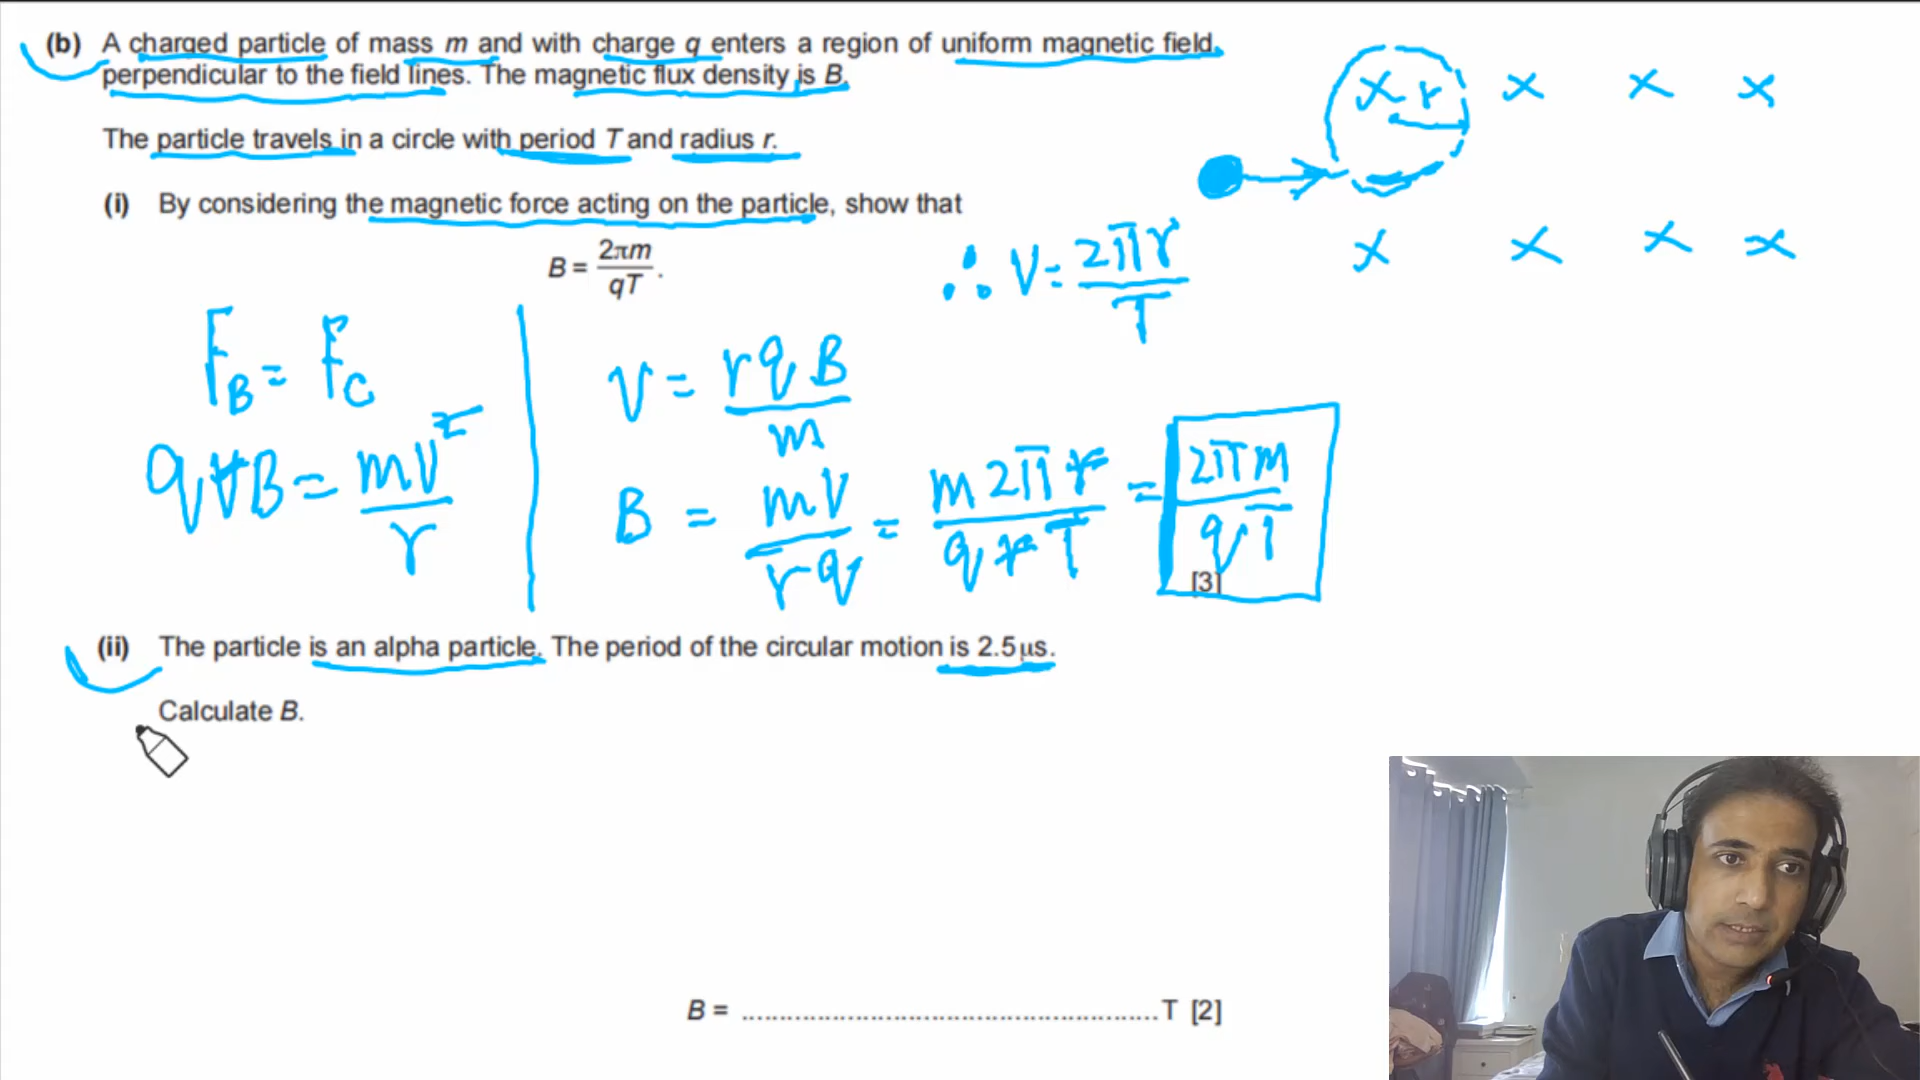 (b) A charged particle of mass m and with charge q enters a region of uniform magnetic field,
perpendicular to the field lines. The magnetic flux density is B.
x r x x x
The particle travels in a circle with period T and radius r.
(i) By considering the magnetic force acting on the particle, show that
B = 2πm / qT .
∴ V = 2πr / T
x x x x
F_B = F_C
qVB = mV² / r
V = rqB / m
B = mV / rq = m2πr / qrT = 2πm / qT
[3]
(ii) The particle is an alpha particle. The period of the circular motion is 2.5 μs.
Calculate B.
B = .......................................................... T [2]